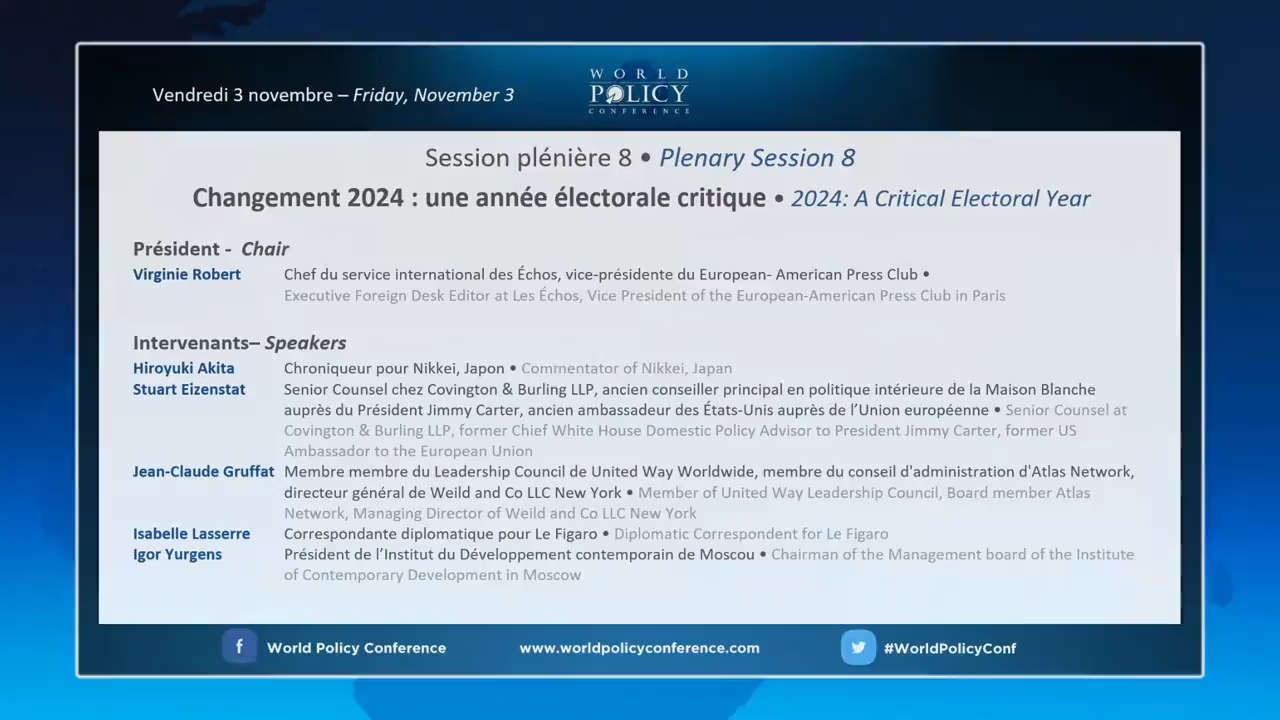 Vendredi 3 novembre – Friday, November 3
WORLD
POLICY
CONFERENCE
Session plénière 8 • Plenary Session 8
Changement 2024 : une année électorale critique • 2024: A Critical Electoral Year
Président - Chair
Virginie Robert Chef du service international des Échos, vice-présidente du European- American Press Club •
Executive Foreign Desk Editor at Les Échos, Vice President of the European-American Press Club in Paris
Intervenants– Speakers
Hiroyuki Akita Chroniqueur pour Nikkei, Japon • Commentator of Nikkei, Japan
Stuart Eizenstat Senior Counsel chez Covington & Burling LLP, ancien conseiller principal en politique intérieure de la Maison Blanche
auprès du Président Jimmy Carter, ancien ambassadeur des États-Unis auprès de l’Union européenne • Senior Counsel at
Covington & Burling LLP, former Chief White House Domestic Policy Advisor to President Jimmy Carter, former US
Ambassador to the European Union
Jean-Claude Gruffat Membre membre du Leadership Council de United Way Worldwide, membre du conseil d'administration d'Atlas Network,
directeur général de Weild and Co LLC New York • Member of United Way Leadership Council, Board member Atlas
Network, Managing Director of Weild and Co LLC New York
Isabelle Lasserre Correspondante diplomatique pour Le Figaro • Diplomatic Correspondent for Le Figaro
Igor Yurgens Président de l’Institut du Développement contemporain de Moscou • Chairman of the Management board of the Institute
of Contemporary Development in Moscow
f World Policy Conference www.worldpolicyconference.com #WorldPolicyConf